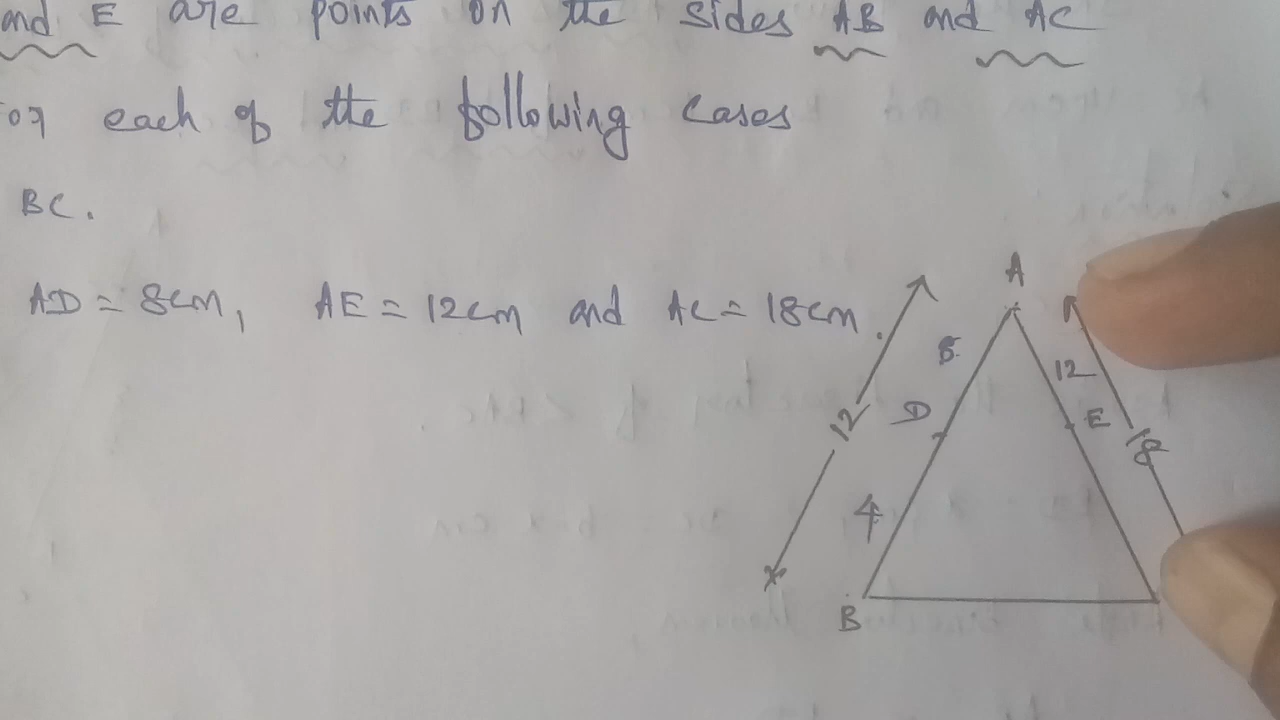 and E are points on the sides AB and AC
or each of the following cases
BC.
AD = 8cm, AE = 12cm and AC = 18cm.
A
8
12
12
D
E
18
4
B